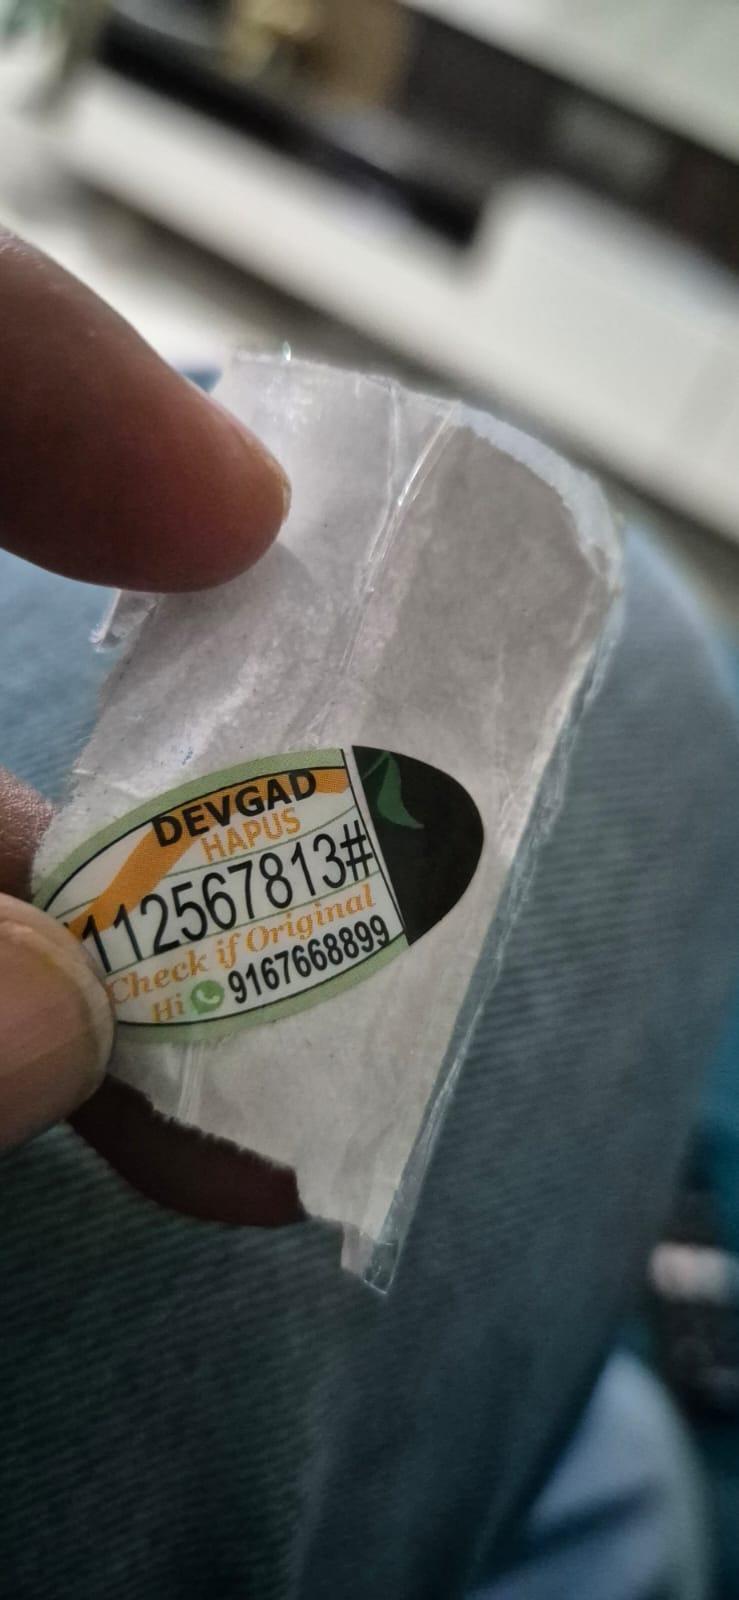 DEVGAD
HAPUS
112567813#
Check if Original
Hi 9167668899